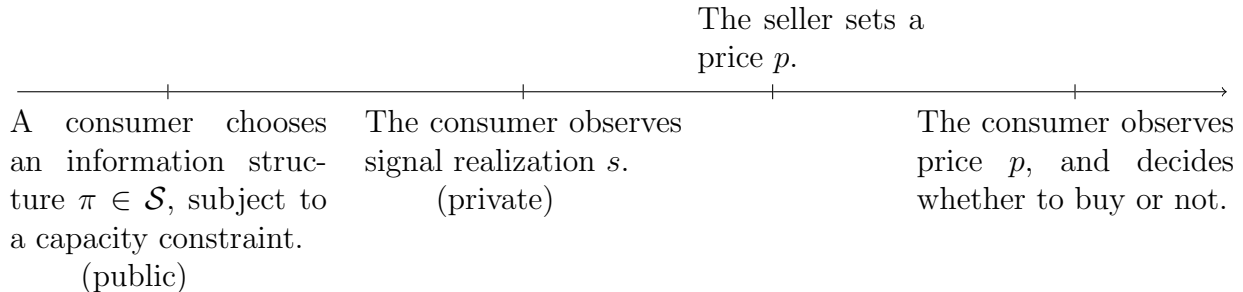 The seller sets a
price p.
A consumer chooses
an information struc-
ture π ∈ 𝒮, subject to
a capacity constraint.
(public)
The consumer observes
signal realization s.
(private)
The consumer observes
price p, and decides
whether to buy or not.